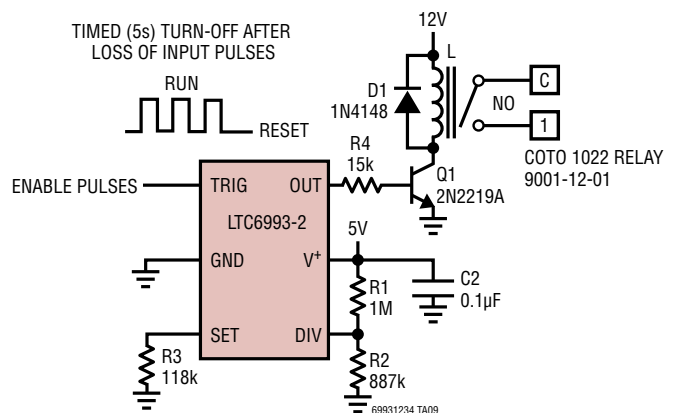 TIMED (5s) TURN-OFF AFTER
LOSS OF INPUT PULSES
RUN
RESET
12V
L
D1
1N4148
NO
C
1
COTO 1022 RELAY
9001-12-01
R4
15k
Q1
2N2219A
ENABLE PULSES
TRIG
OUT
LTC6993-2
5V
GND
V+
R1
1M
C2
0.1µF
SET
DIV
R3
118k
R2
887k
69931234 TA09